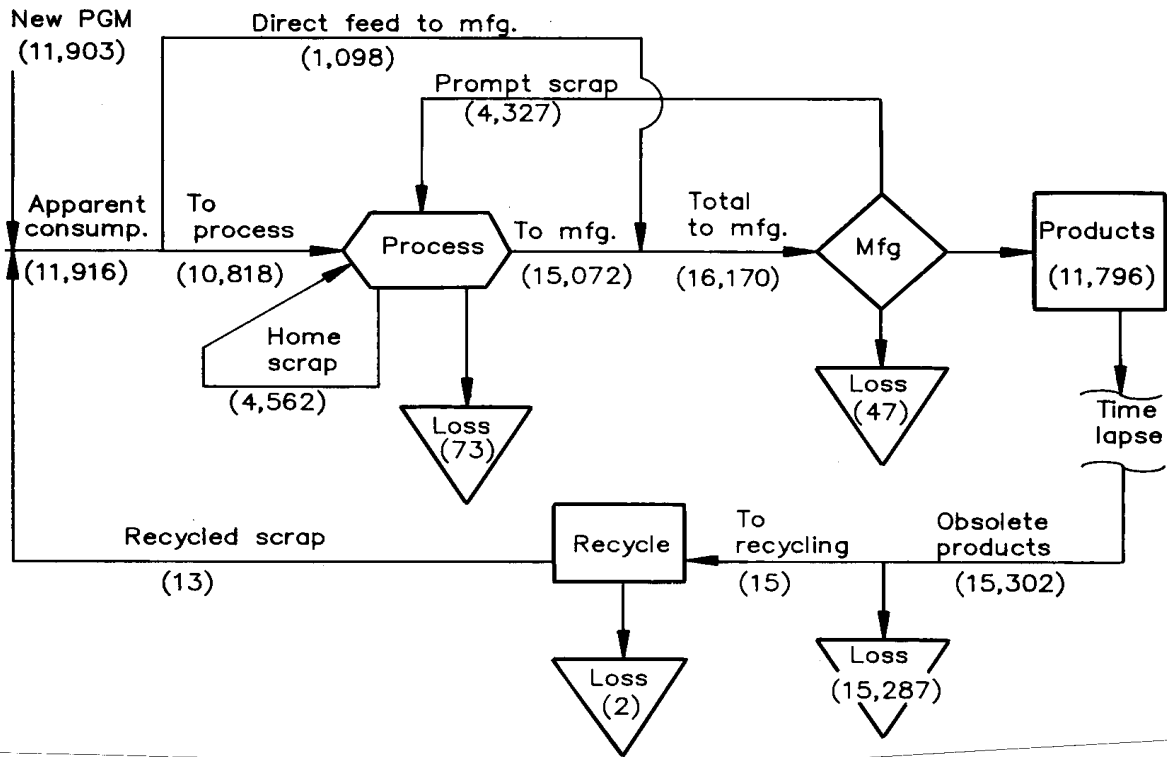 New PGM
(11,903)
Direct feed to mfg.
(1,098)
Prompt scrap
(4,327)
Apparent
consump.
(11,916)
To
process
(10,818)
Process
To mfg.
(15,072)
Total
to mfg.
(16,170)
Mfg
Products
(11,796)
Home
scrap
(4,562)
Loss
(73)
Loss
(47)
Time
lapse
Recycled scrap
(13)
Recycle
To
recycling
(15)
Obsolete
products
(15,302)
Loss
(2)
Loss
(15,287)